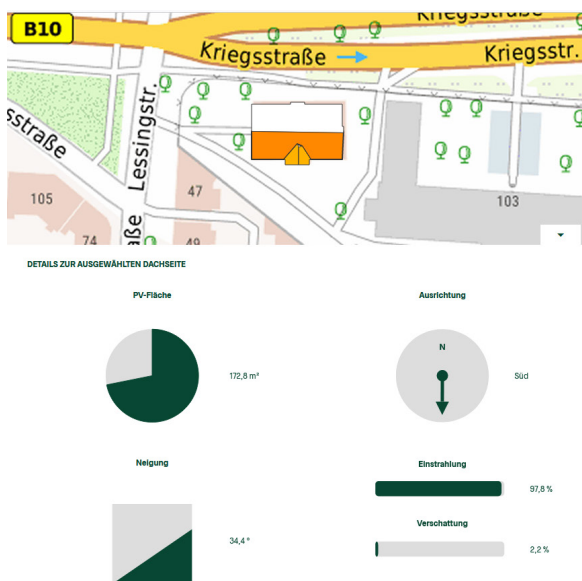 Kriegsstraße
B10
Kriegsstraße
Kriegsstr.
Lessingstr.
sstraße
105
47
103
74
49
aße
DETAILS ZUR AUSGEWÄHLTEN DACHSEITE
PV-Fläche
Ausrichtung
N
172,8 m²
Süd
Neigung
Einstrahlung
97,8 %
Verschattung
34,4 °
2,2 %